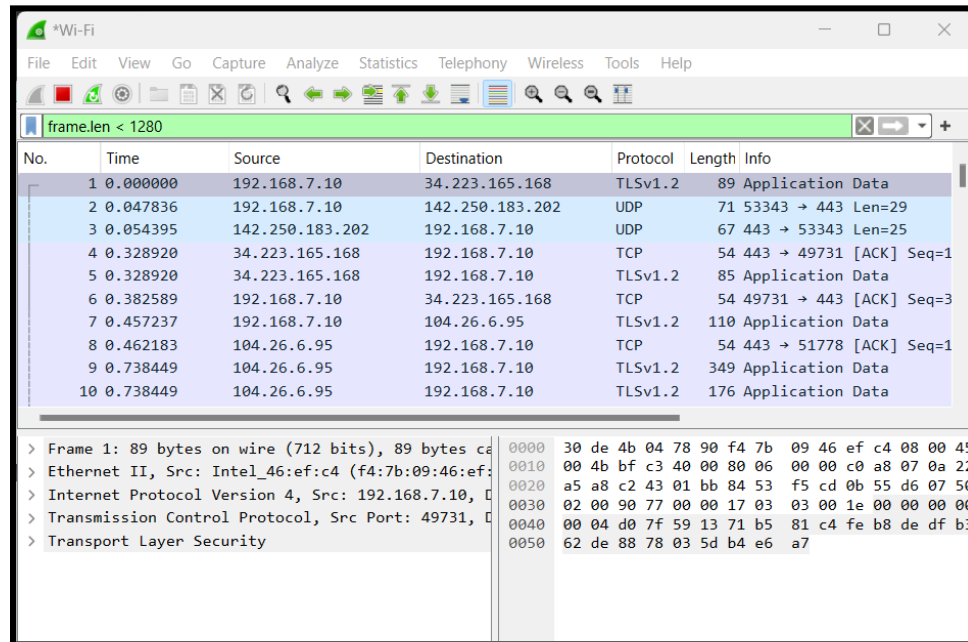 *Wi-Fi
File Edit View Go Capture Analyze Statistics Telephony Wireless Tools Help
frame.len < 1280
No. Time Source Destination Protocol Length Info
1 0.000000 192.168.7.10 34.223.165.168 TLSv1.2 89 Application Data
2 0.047836 192.168.7.10 142.250.183.202 UDP 71 53343 → 443 Len=29
3 0.054395 142.250.183.202 192.168.7.10 UDP 67 443 → 53343 Len=25
4 0.328920 34.223.165.168 192.168.7.10 TCP 54 443 → 49731 [ACK] Seq=1
5 0.328920 34.223.165.168 192.168.7.10 TLSv1.2 85 Application Data
6 0.382589 192.168.7.10 34.223.165.168 TCP 54 49731 → 443 [ACK] Seq=3
7 0.457237 192.168.7.10 104.26.6.95 TLSv1.2 110 Application Data
8 0.462183 104.26.6.95 192.168.7.10 TCP 54 443 → 51778 [ACK] Seq=1
9 0.738449 104.26.6.95 192.168.7.10 TLSv1.2 349 Application Data
10 0.738449 104.26.6.95 192.168.7.10 TLSv1.2 176 Application Data
> Frame 1: 89 bytes on wire (712 bits), 89 bytes ca
> Ethernet II, Src: Intel_46:ef:c4 (f4:7b:09:46:ef:
> Internet Protocol Version 4, Src: 192.168.7.10, D
> Transmission Control Protocol, Src Port: 49731, D
> Transport Layer Security
0000 30 de 4b 04 78 90 f4 7b 09 46 ef c4 08 00 45
0010 00 4b bf c3 40 00 80 06 00 00 c0 a8 07 0a 22
0020 a5 a8 c2 43 01 bb 84 53 f5 cd 0b 55 d6 07 50
0030 02 00 90 77 00 00 17 03 03 00 1e 00 00 00 00
0040 00 04 d0 7f 59 13 71 b5 81 c4 fe b8 de df b3
0050 62 de 88 78 03 5d b4 e6 a7